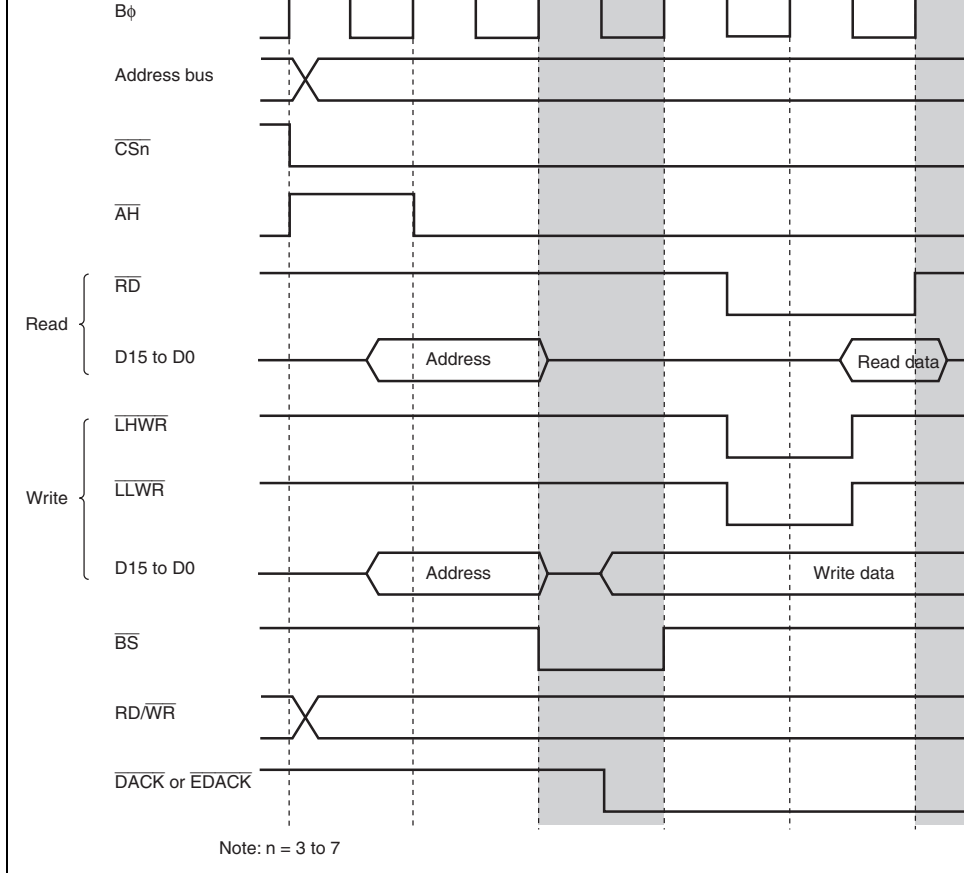 Bϕ
Address bus
CSn
AH
RD
Read
D15 to D0
Address
Read data
LHWR
LLWR
Write
D15 to D0
Address
Write data
BS
RD/WR
DACK or EDACK
Note: n = 3 to 7